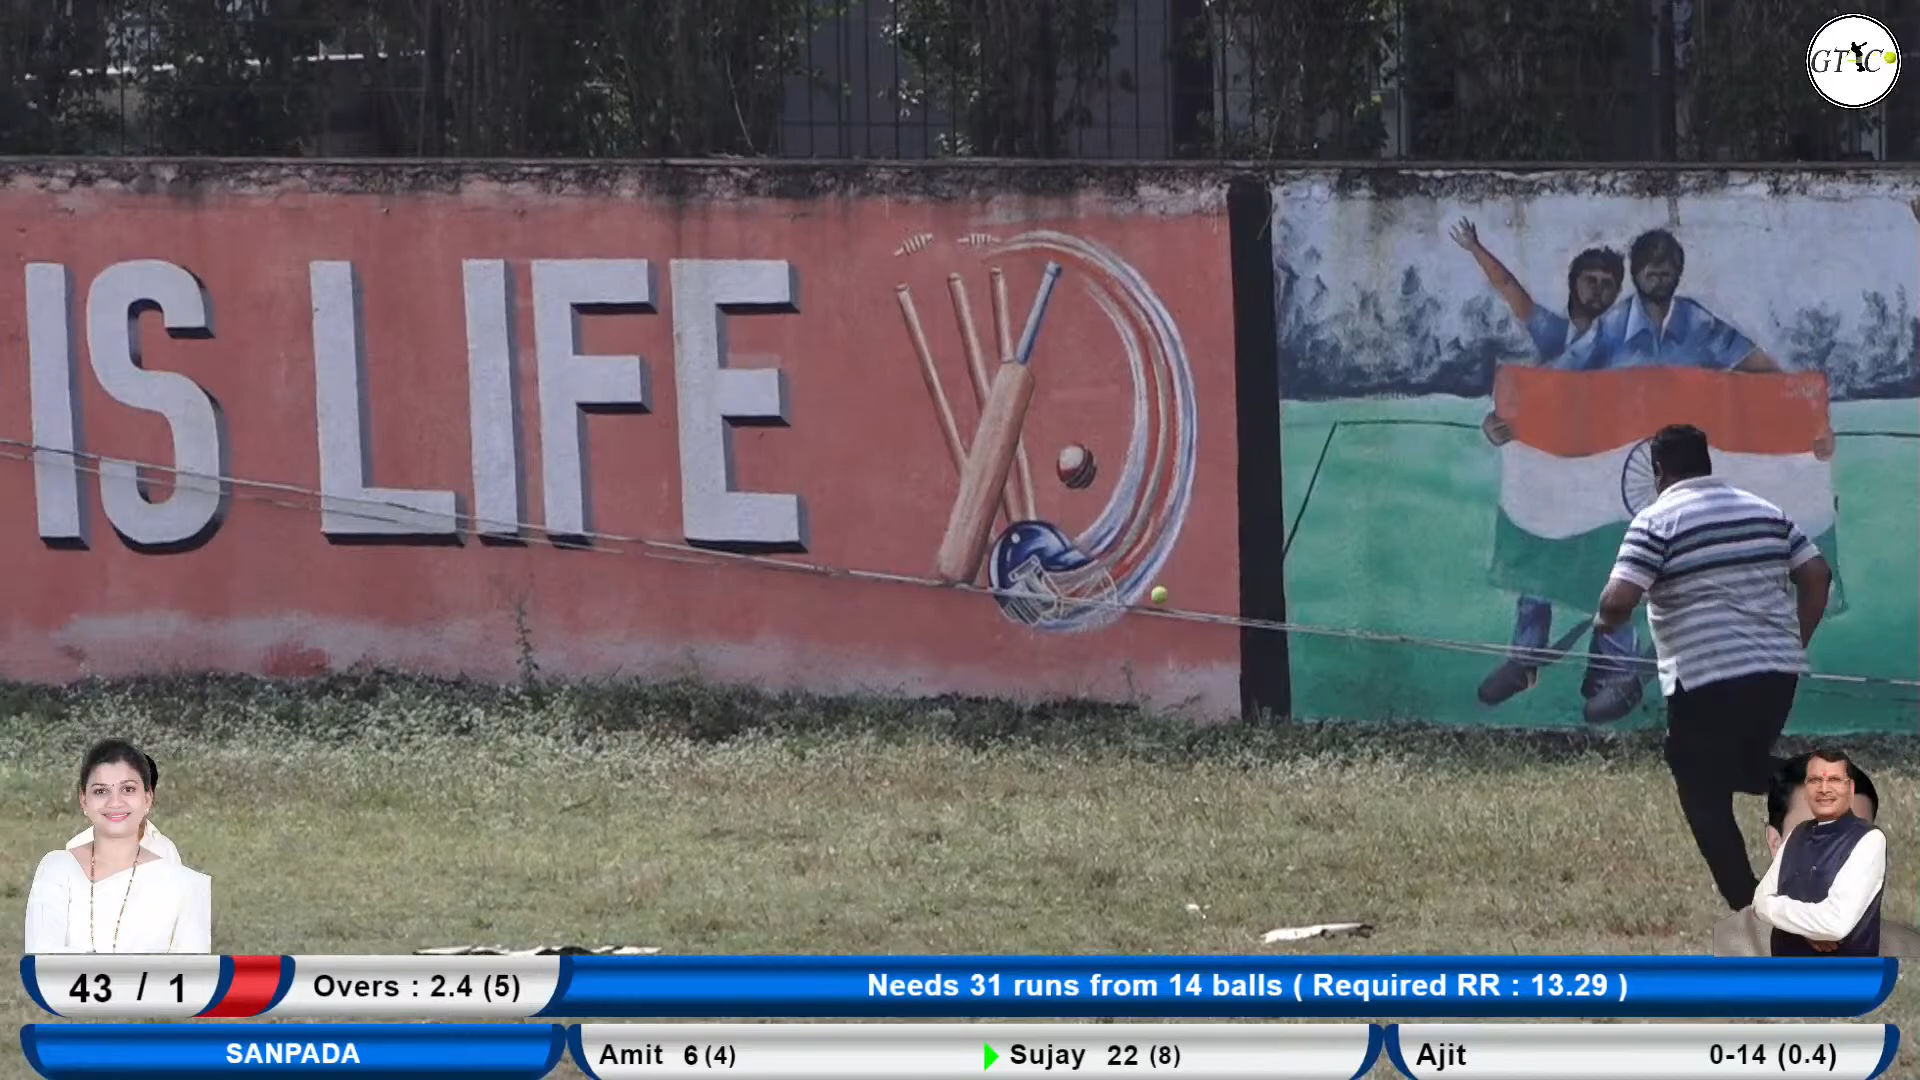 GTCC
IS LIFE
43 / 1
Overs : 2.4 (5)
Needs 31 runs from 14 balls ( Required RR : 13.29 )
SANPADA
Amit 6 (4)
Sujay 22 (8)
Ajit 0-14 (0.4)